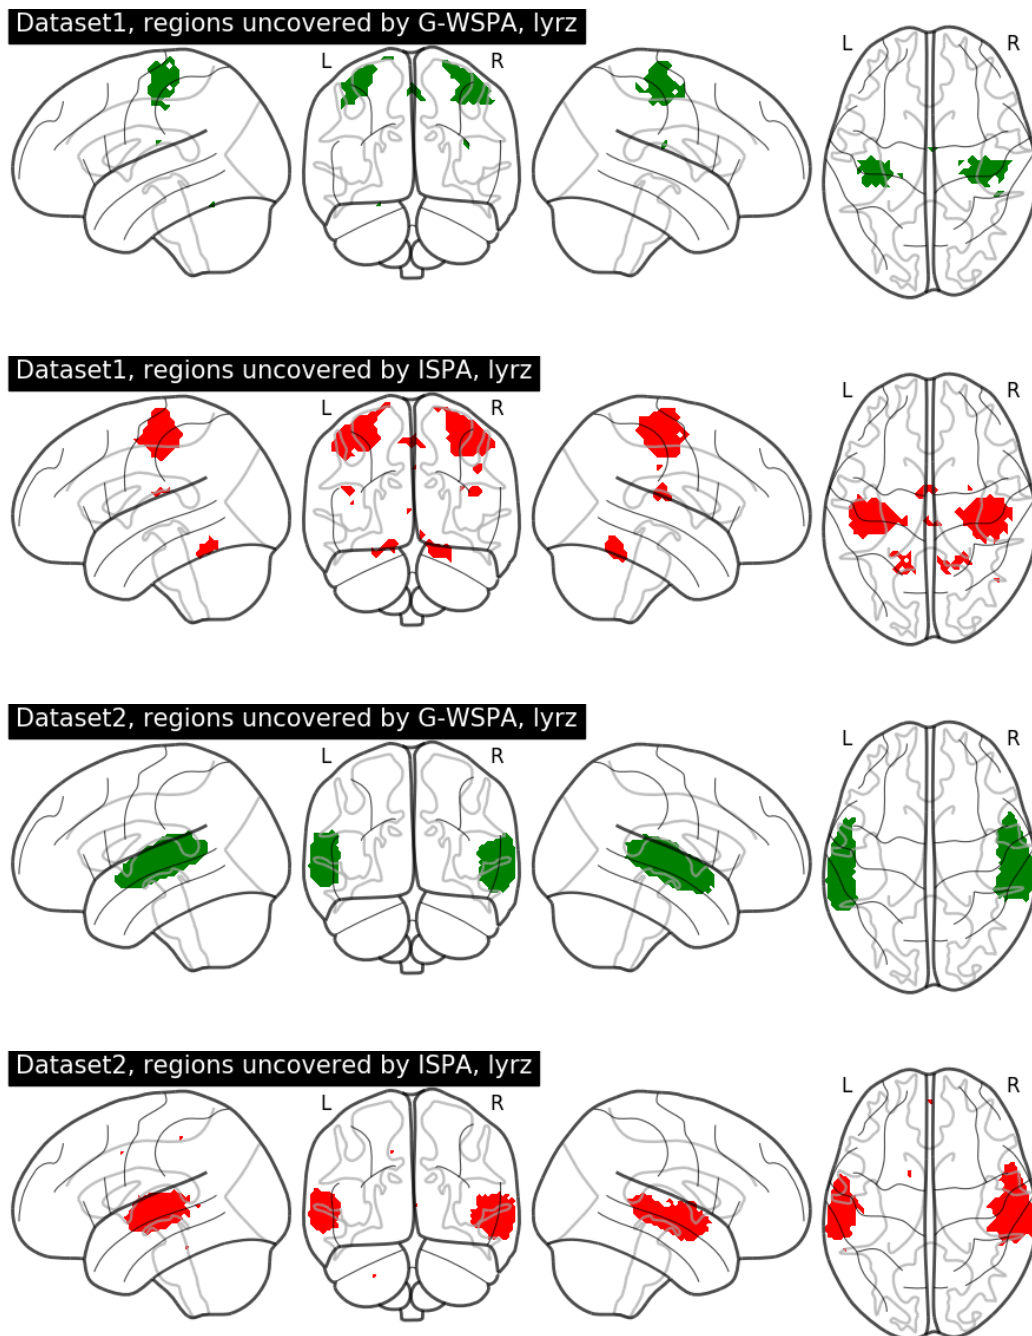 Dataset1, regions uncovered by G-WSPA, lyrz
L R L R
Dataset1, regions uncovered by ISPA, lyrz
L R L R
Dataset2, regions uncovered by G-WSPA, lyrz
L R L R
Dataset2, regions uncovered by ISPA, lyrz
L R L R